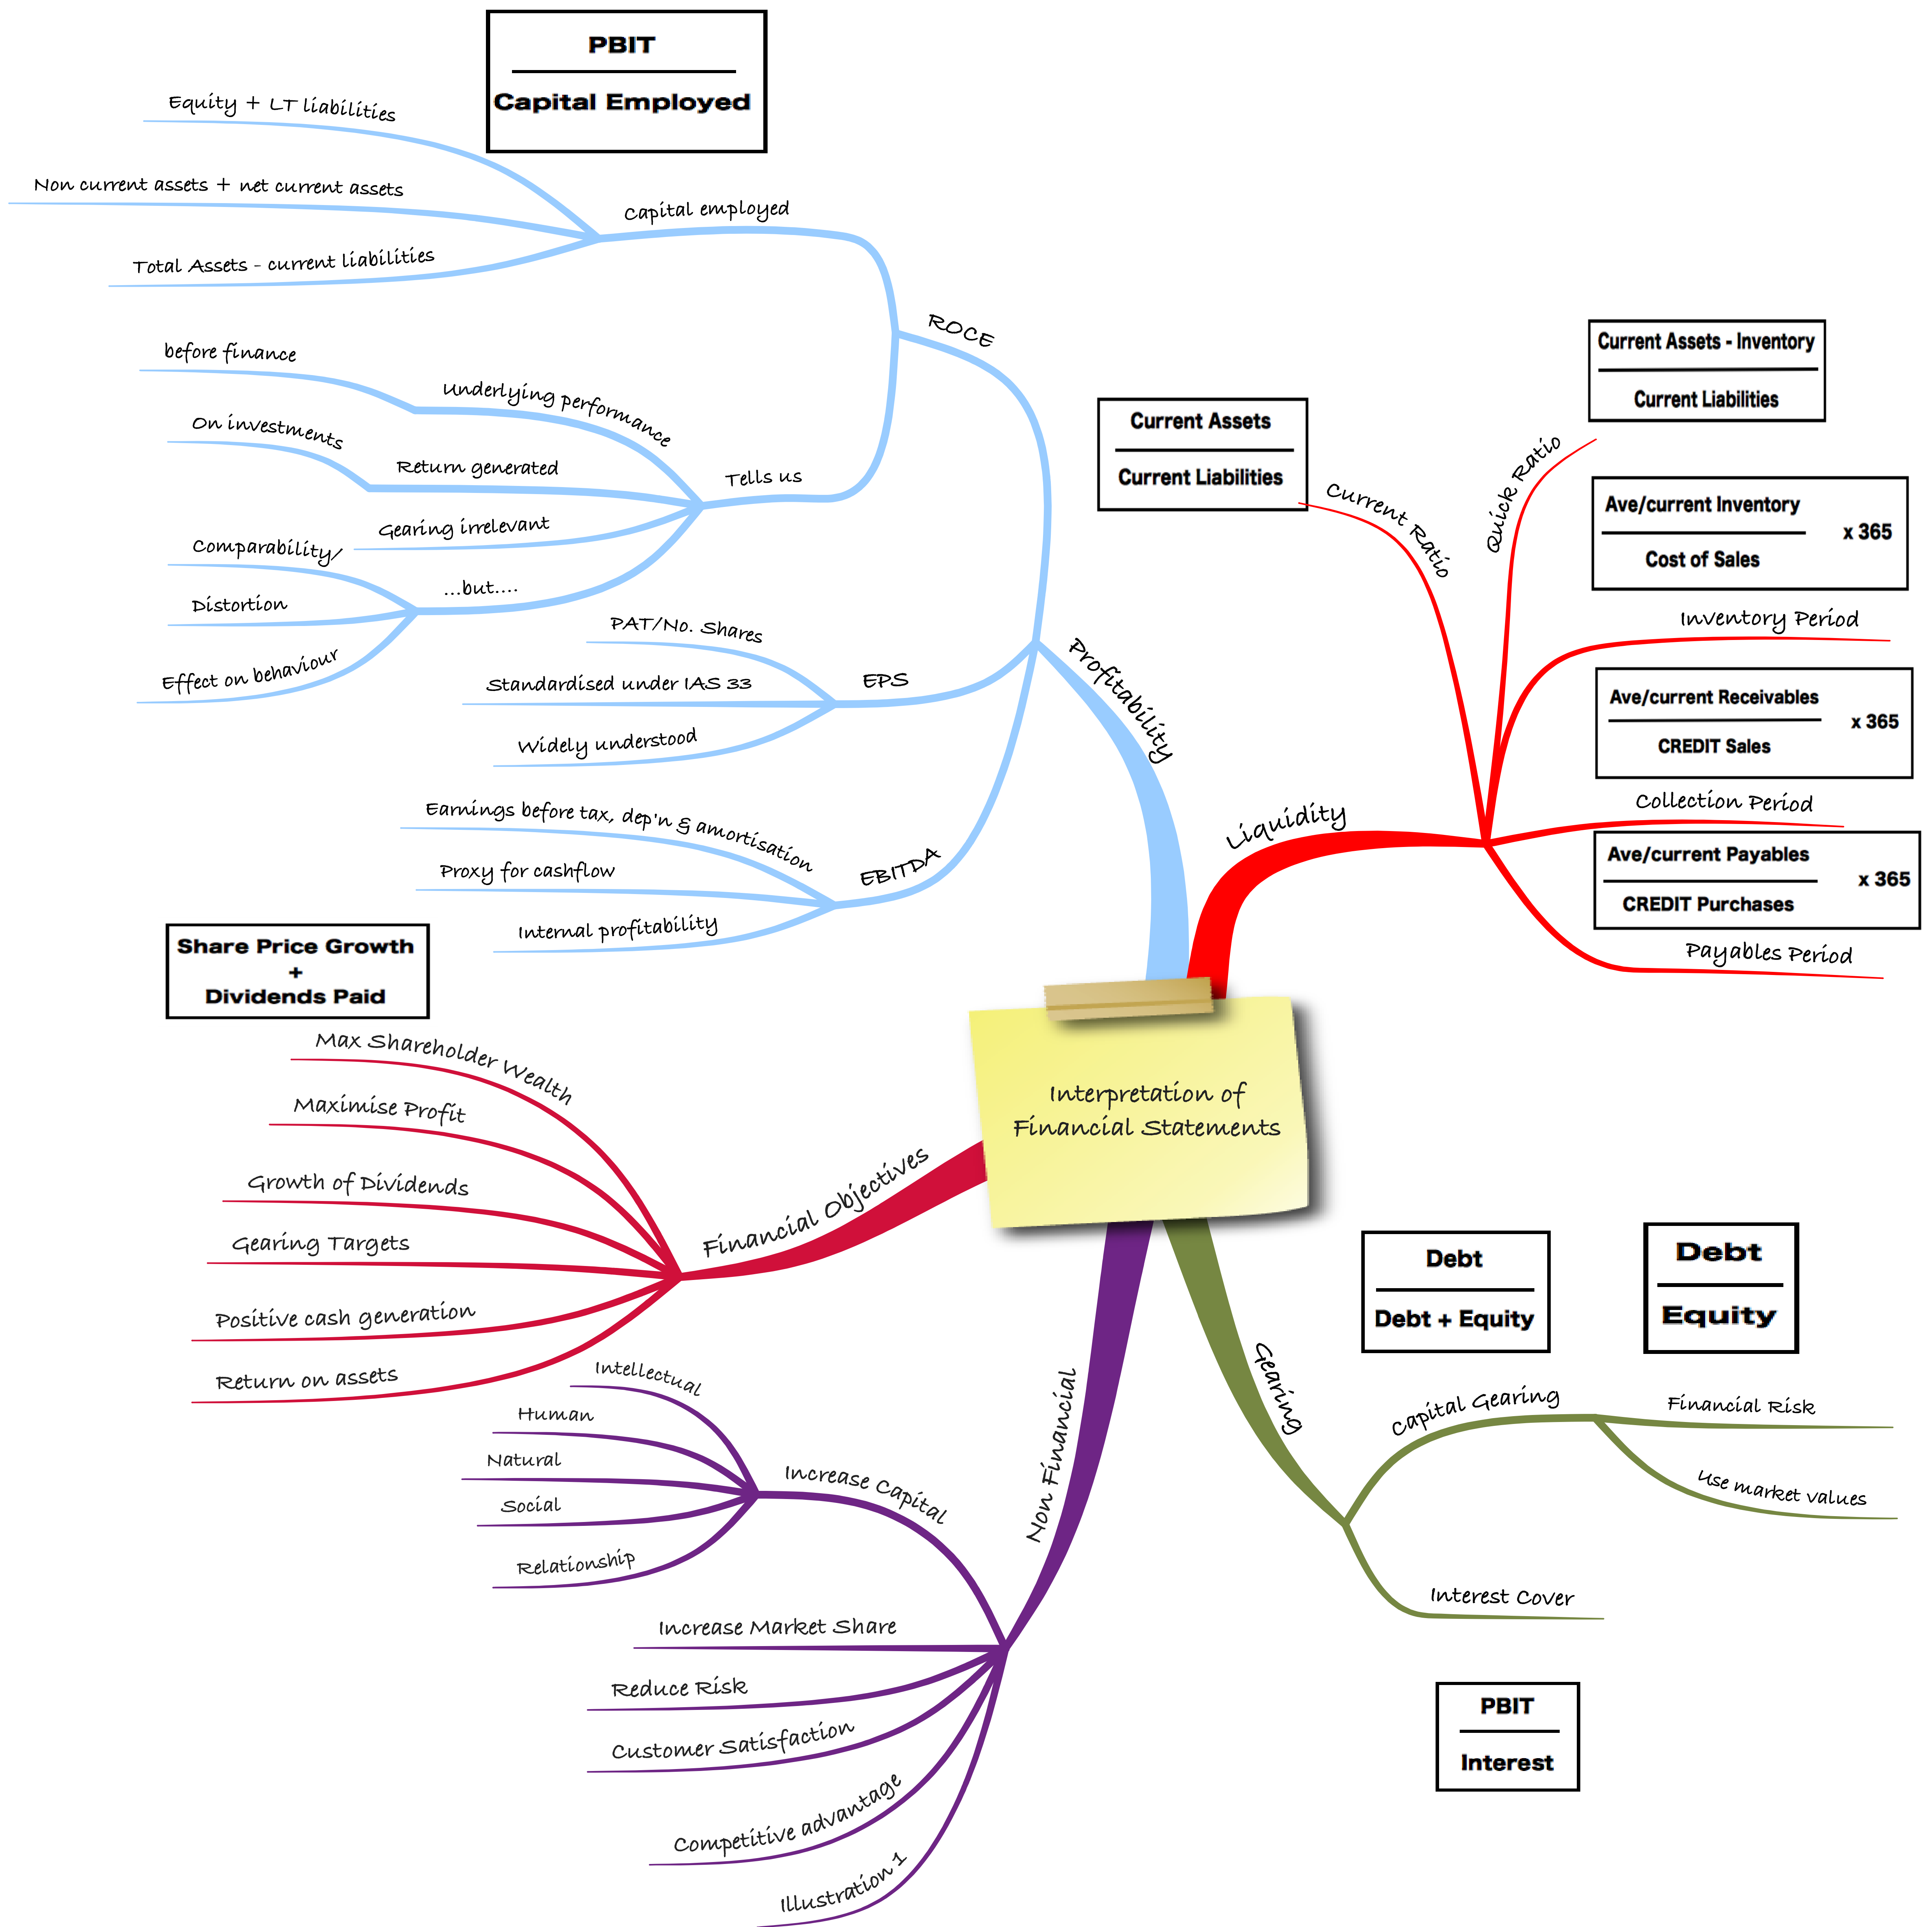 PBIT
Capital Employed
Equity + LT liabilities
Non current assets + net current assets
Total Assets - current liabilities
Capital employed
ROCE
before finance
Underlying performance
On investments
Return generated
Gearing irrelevant
Tells us
Comparability/
Distortion
Effect on behaviour
...but....
PAT/No. Shares
Standardised under IAS 33
Widely understood
EPS
Earnings before tax, dep'n & amortisation
Proxy for cashflow
Internal profitability
EBITDA
Profitability
Current Assets
Current Liabilities
Current Ratio
Current Assets - Inventory
Current Liabilities
Quick Ratio
Ave/current Inventory
Cost of Sales
x 365
Inventory Period
Ave/current Receivables
CREDIT Sales
x 365
Collection Period
Ave/current Payables
CREDIT Purchases
x 365
Payables Period
Liquidity
Interpretation of
Financial Statements
Share Price Growth
+
Dividends Paid
Max Shareholder Wealth
Maximise Profit
Growth of Dividends
Gearing Targets
Positive cash generation
Return on assets
Financial Objectives
Intellectual
Human
Natural
Social
Relationship
Increase Capital
Increase Market Share
Reduce Risk
Customer Satisfaction
Competitive advantage
Illustration 1
Non Financial
Gearing
Debt
Debt + Equity
Debt
Equity
Capital Gearing
Financial Risk
Use market values
Interest Cover
PBIT
Interest